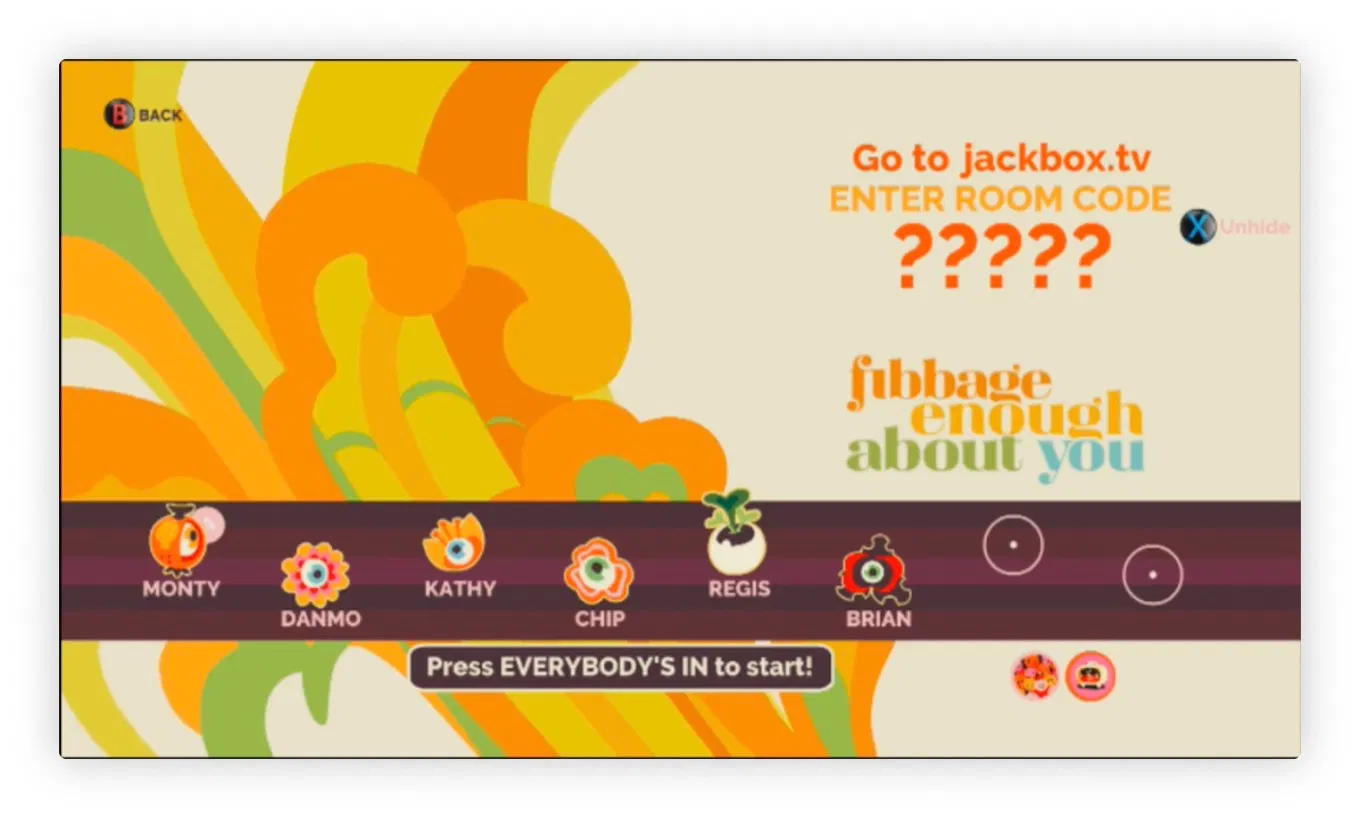 B BACK
Go to jackbox.tv
ENTER ROOM CODE
?????
X Unhide
fibbage
enough
about you
MONTY
DANMO
KATHY
CHIP
REGIS
BRIAN
Press EVERYBODY'S IN to start!